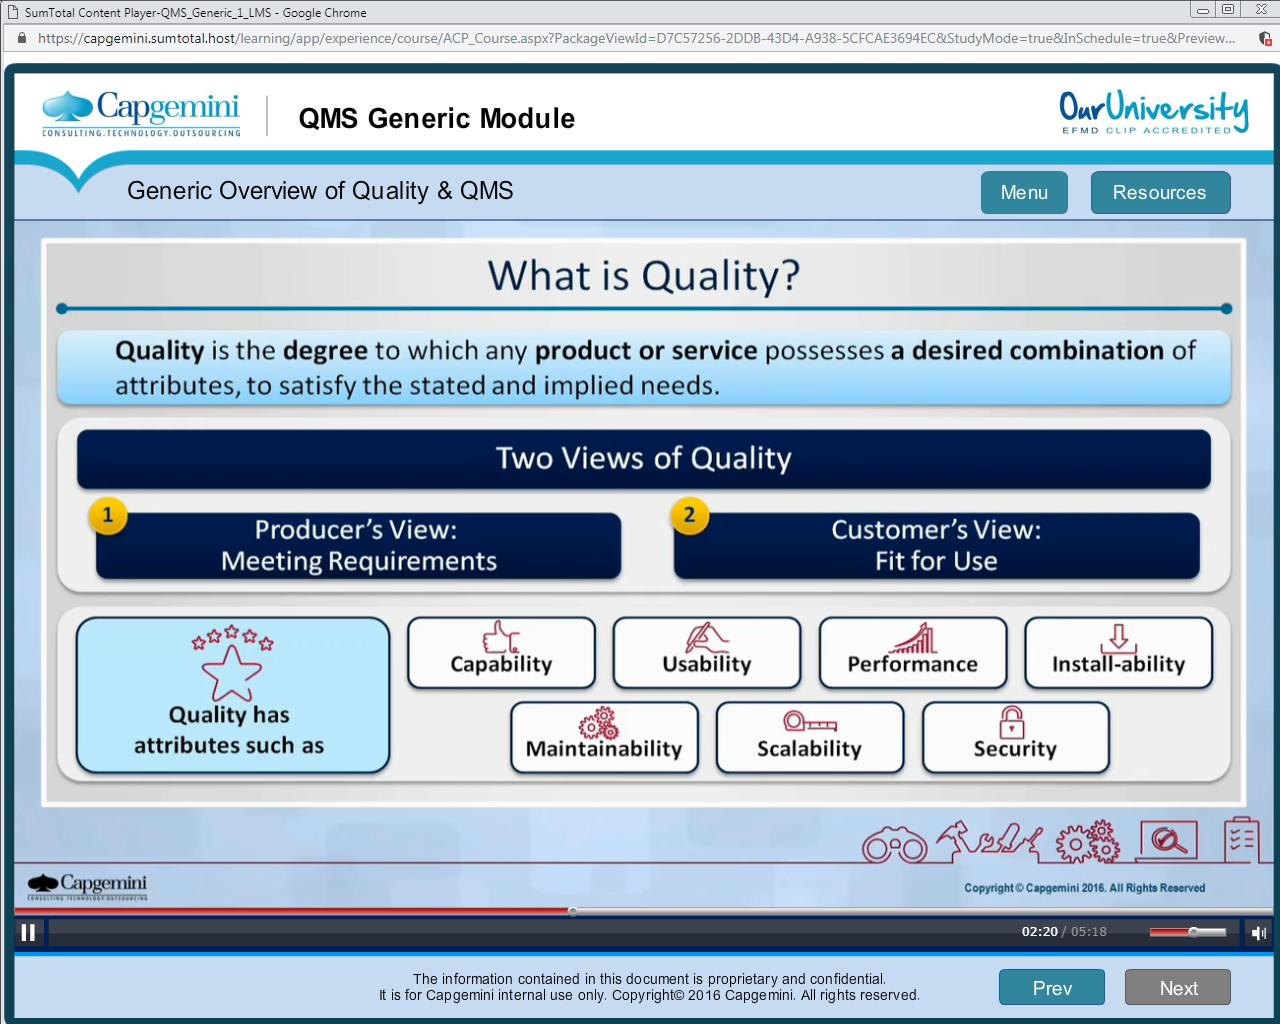 SumTotal Content Player-QMS_Generic_1_LMS - Google Chrome
https://capgemini.sumtotal.host/learning/app/experience/course/ACP_Course.aspx?PackageViewId=D7C57256-2DDB-43D4-A938-5CFCAE3694EC&StudyMode=true&InSchedule=true&Preview...
Capgemini
CONSULTING.TECHNOLOGY.OUTSOURCING
QMS Generic Module
OurUniversity
EFMD CLIP ACCREDITED
Generic Overview of Quality & QMS
Menu
Resources
What is Quality?
Quality is the degree to which any product or service possesses a desired combination of
attributes, to satisfy the stated and implied needs.
Two Views of Quality
1
Producer's View:
Meeting Requirements
2
Customer's View:
Fit for Use
Quality has
attributes such as
Capability
Usability
Performance
Install-ability
Maintainability
Scalability
Security
Capgemini
CONSULTING.TECHNOLOGY.OUTSOURCING
Copyright © Capgemini 2016. All Rights Reserved
02:20 / 05:18
The information contained in this document is proprietary and confidential.
It is for Capgemini internal use only. Copyright© 2016 Capgemini. All rights reserved.
Prev
Next